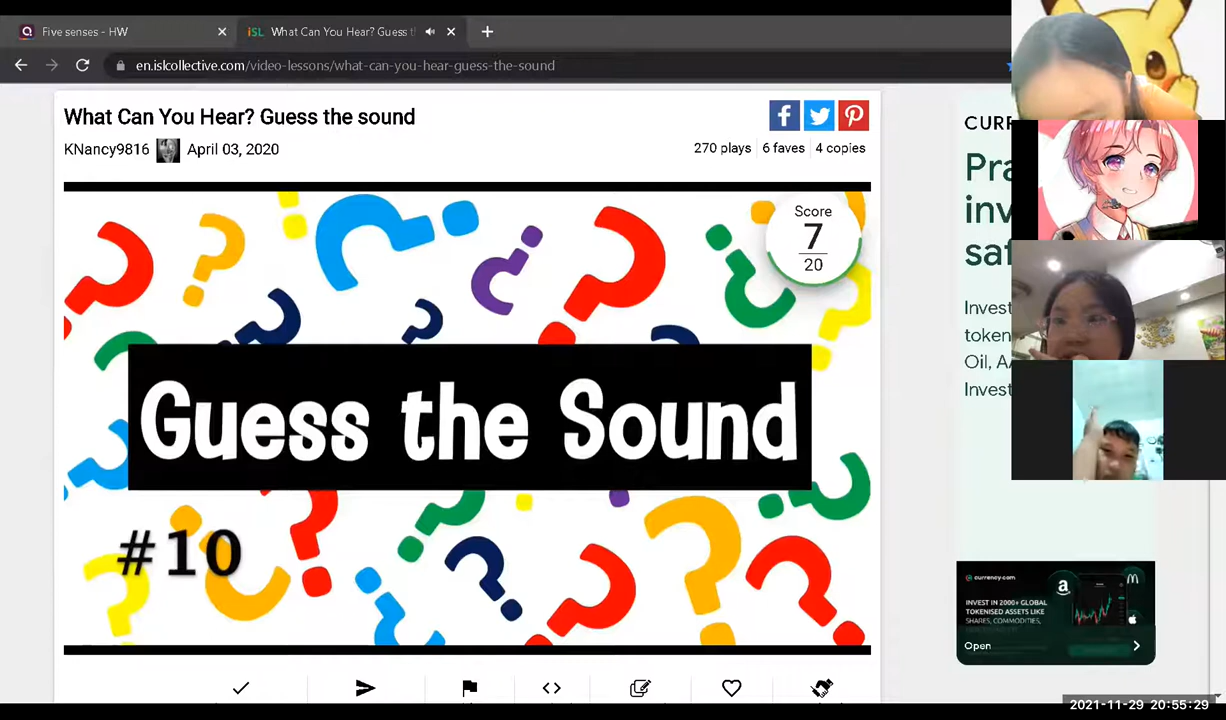 Five senses - HW
iSL What Can You Hear? Guess t
en.islcollective.com/video-lessons/what-can-you-hear-guess-the-sound
What Can You Hear? Guess the sound
KNancy9816 April 03, 2020
270 plays 6 faves 4 copies
Score
7
20
Guess the Sound
#10
CURR
Pra
inv
saf
Invest
token
Oil, A
Invest
currency.com
INVEST IN 2000+ GLOBAL
TOKENISED ASSETS LIKE
SHARES, COMMODITIES,
Open
2021-11-29 20:55:29